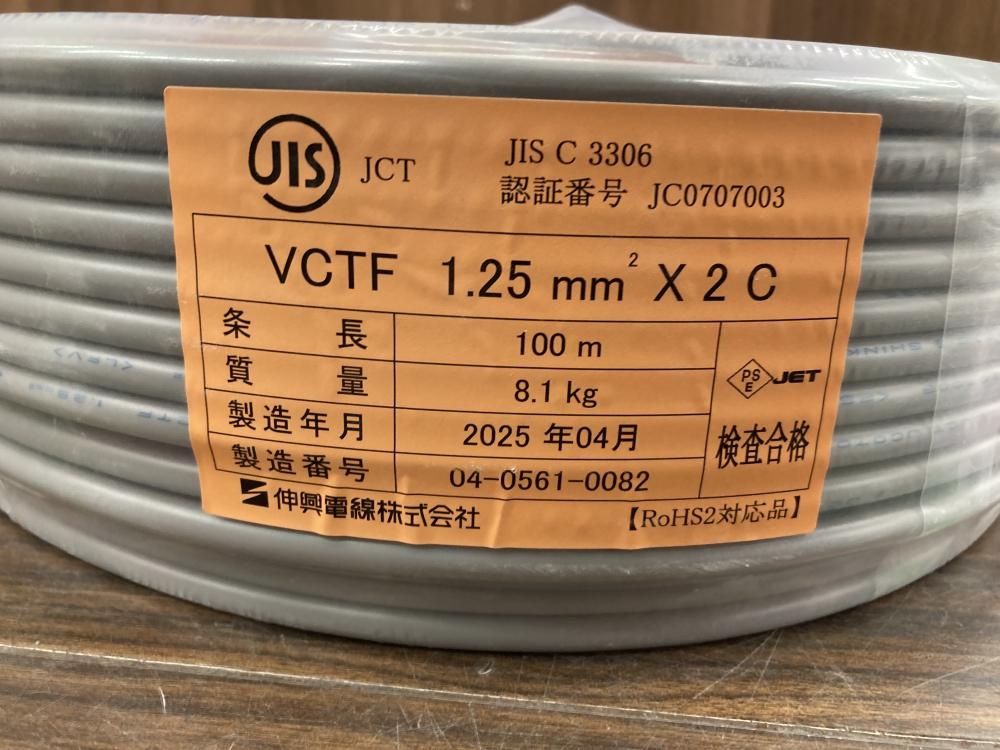 JIS JCT JIS C 3306
認証番号 JC0707003
VCTF 1.25 mm² X 2 C
条長 100 m
質量 8.1 kg
製造年月 2025 年04月
製造番号 04-0561-0082
PS E JET
検査合格
伸興電線株式会社 【RoHS2対応品】